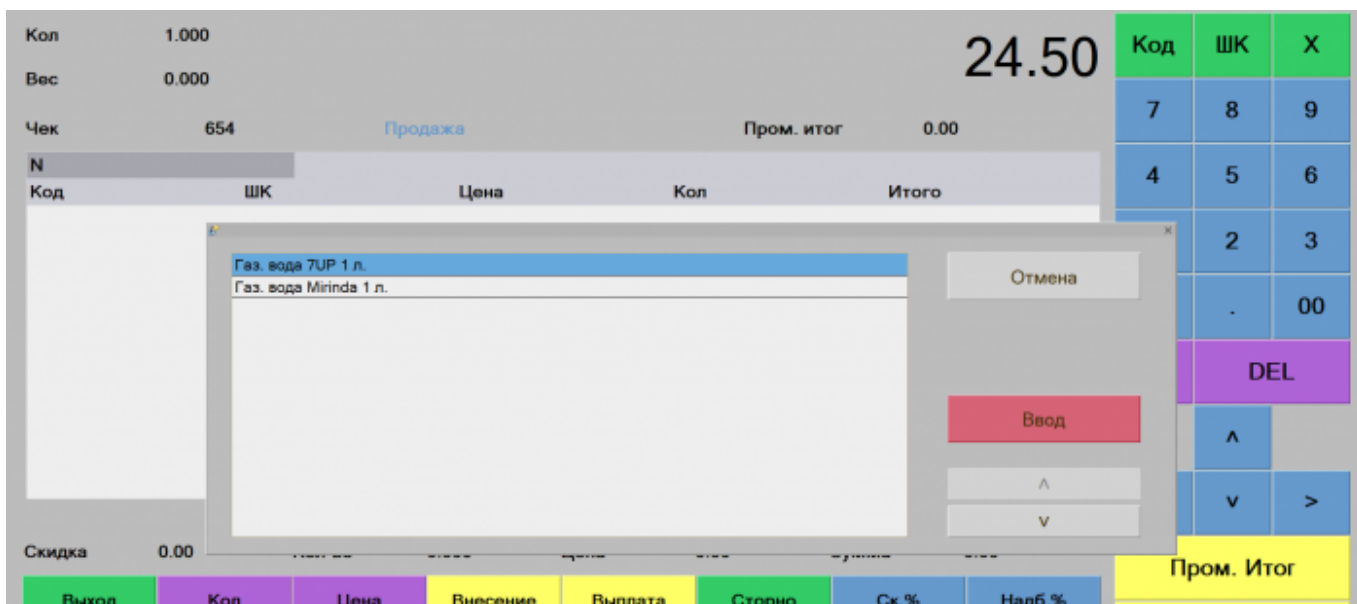 Кол 1.000
24.50
Вес 0.000
Чек 654 Продажа Пром. итог 0.00
N
Код ШК Цена Кол Итого
Газ. вода 7UP 1 л.
Газ. вода Mirinda 1 л.
Отмена
Ввод
^
v
Скидка 0.00
Выход Кол Цена Внесение Выплата Сторно Ск % Надб %
Код ШК X
7 8 9
4 5 6
2 3
. 00
DEL
^
v >
Пром. Итог